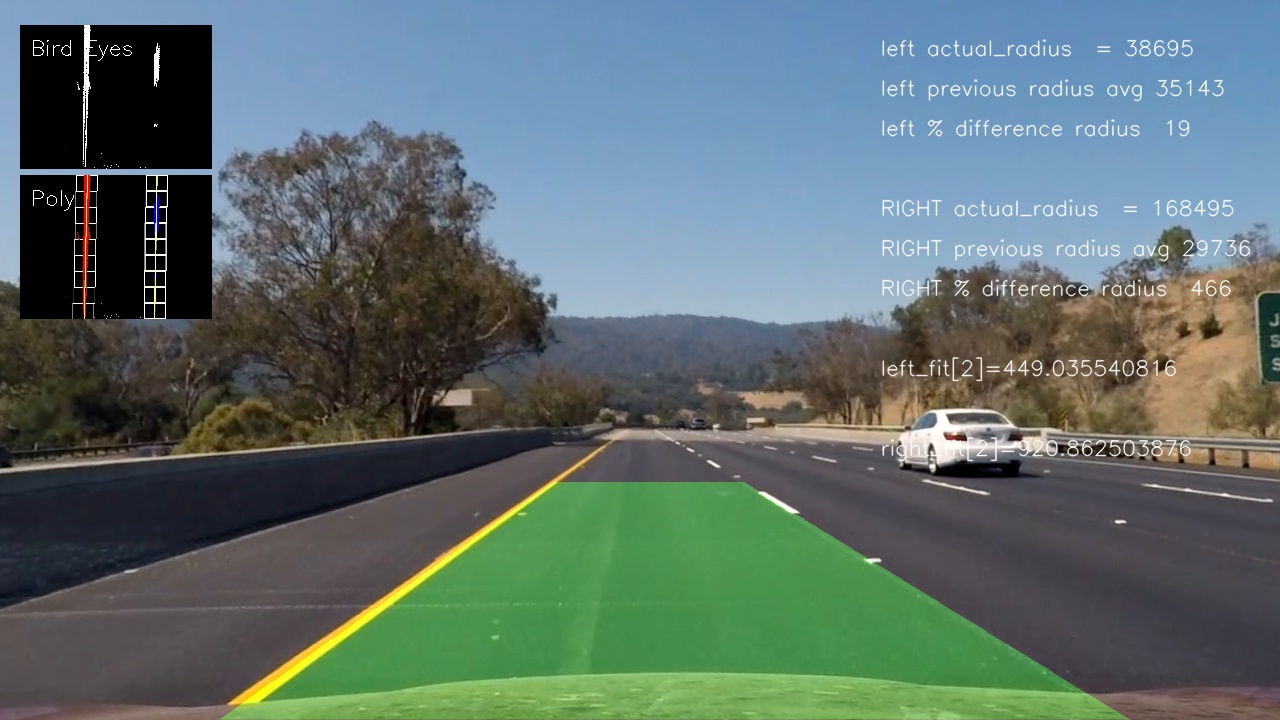 Bird Eyes
Poly
left actual_radius = 38695
left previous radius avg 35143
left % difference radius 19
RIGHT actual_radius = 168495
RIGHT previous radius avg 29736
RIGHT % difference radius 466
left_fit[2]=449.035540816
right_fit[2]=920.862503876
J
S
S